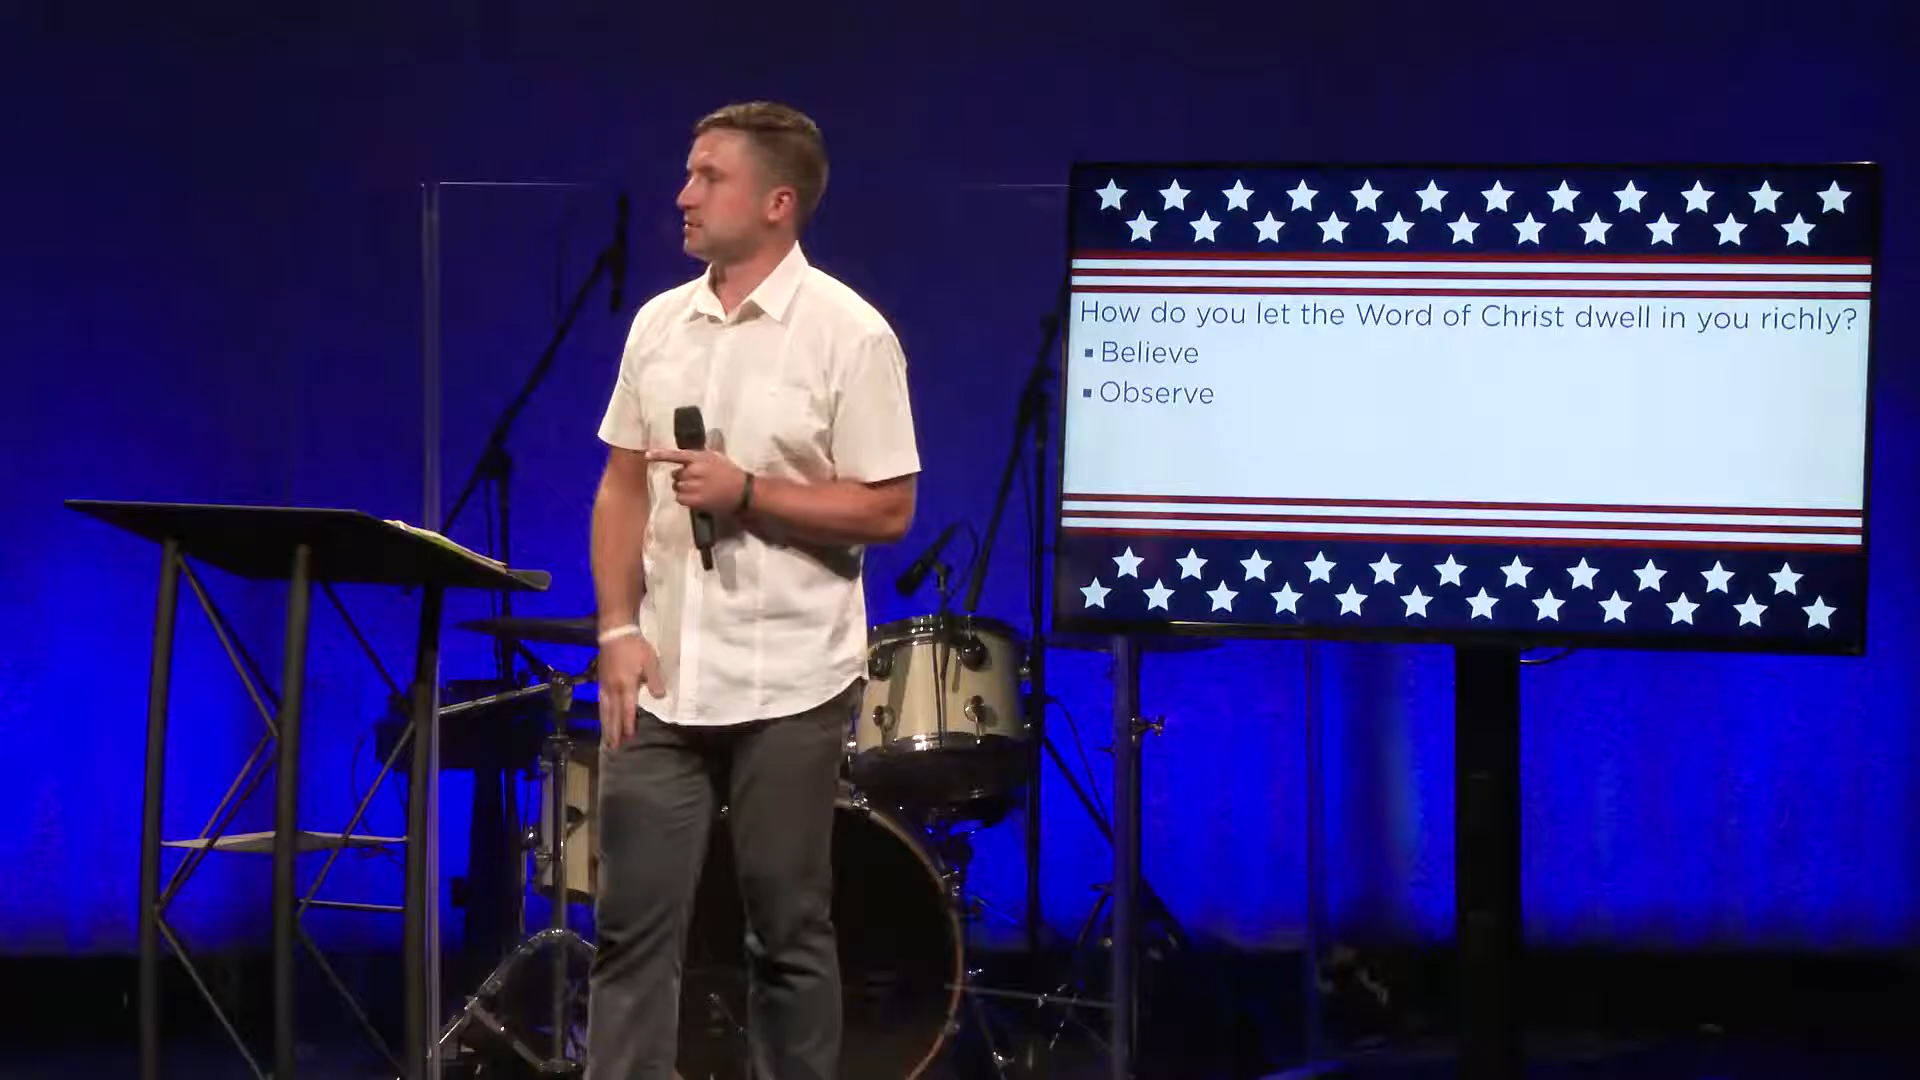 How do you let the Word of Christ dwell in you richly?
▪ Believe
▪ Observe